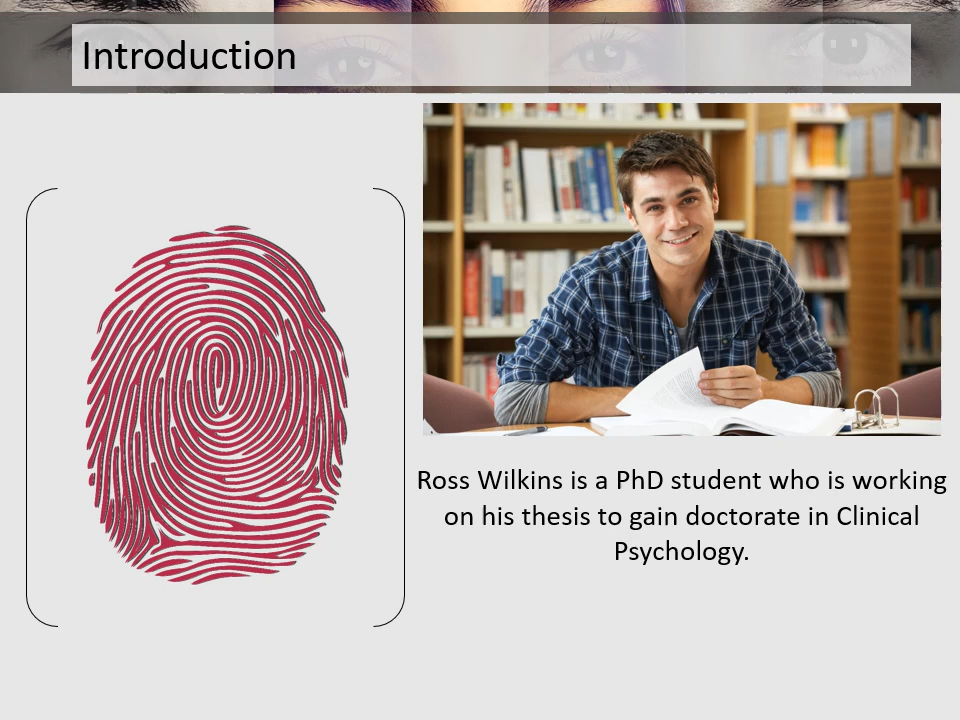 Introduction
Ross Wilkins is a PhD student who is working
on his thesis to gain doctorate in Clinical
Psychology.